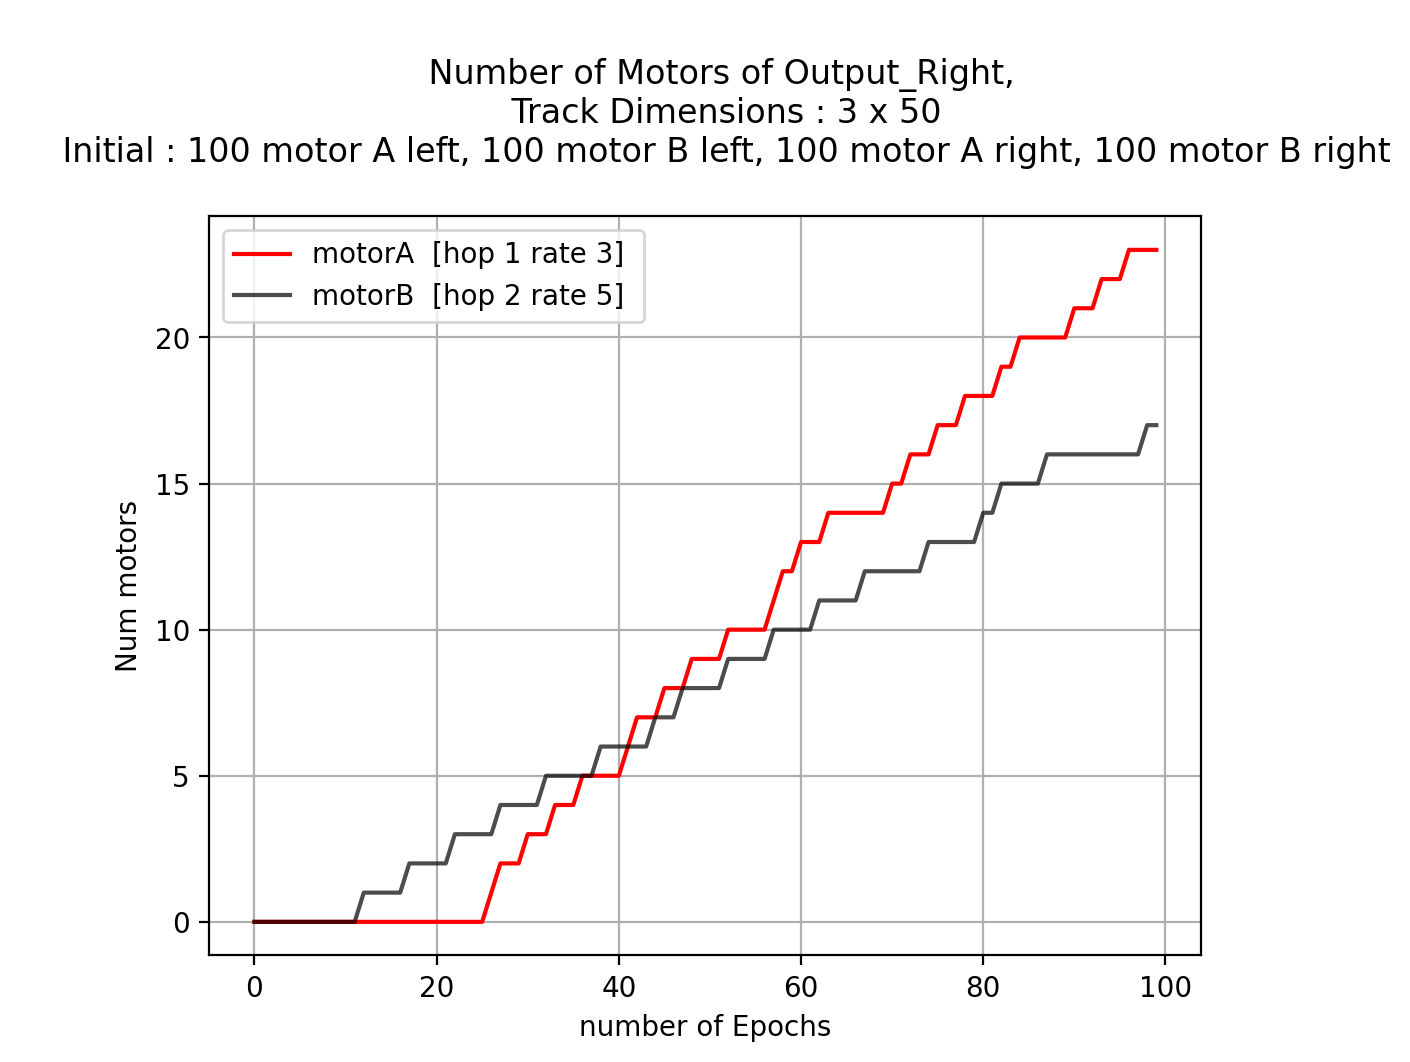 Number of Motors of Output_Right,
Track Dimensions : 3 x 50
Initial : 100 motor A left, 100 motor B left, 100 motor A right, 100 motor B right
motorA [hop 1 rate 3]
motorB [hop 2 rate 5]
20
15
10
5
0
Num motors
0 20 40 60 80 100
number of Epochs